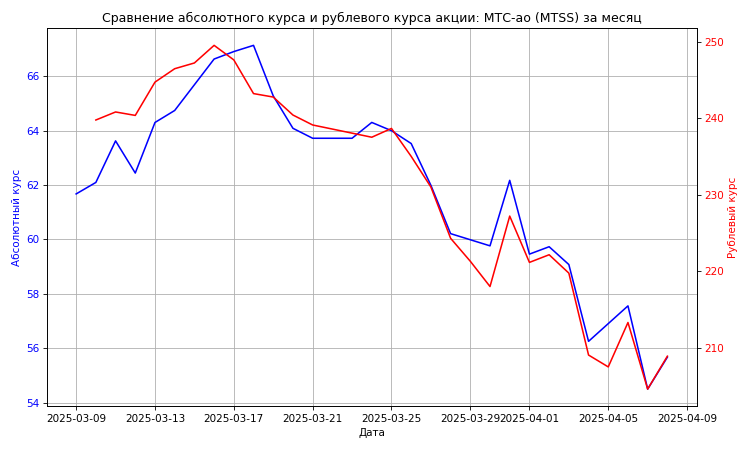 Сравнение абсолютного курса и рублевого курса акции: МТС-ао (MTSS) за месяц
Абсолютный курс
66
64
62
60
58
56
54
250
240
230
220
210
Рублевый курс
2025-03-09 2025-03-13 2025-03-17 2025-03-21 2025-03-25 2025-03-29 2025-04-01 2025-04-05 2025-04-09
Дата